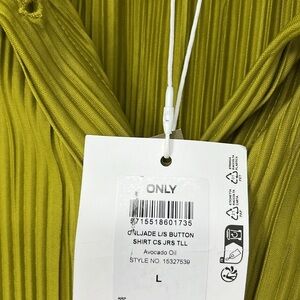 ONLY
5715518601735
ONLJADE L/S BUTTON
SHIRT CS JRS TLL
Avocado Oil
STYLE NO. 15327539
L